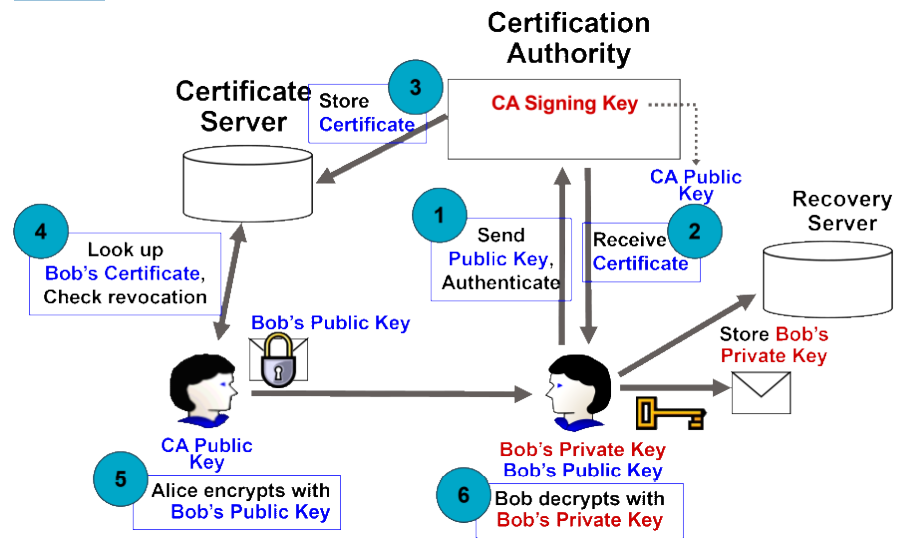 Certification
Authority
CA Signing Key
CA Public
Key
3
Store
Certificate
Certificate
Server
1
Send
Public Key,
Authenticate
2
Receive
Certificate
Recovery
Server
4
Look up
Bob's Certificate,
Check revocation
Bob's Public Key
Store Bob's
Private Key
CA Public
Key
5
Alice encrypts with
Bob's Public Key
Bob's Private Key
Bob's Public Key
6
Bob decrypts with
Bob's Private Key